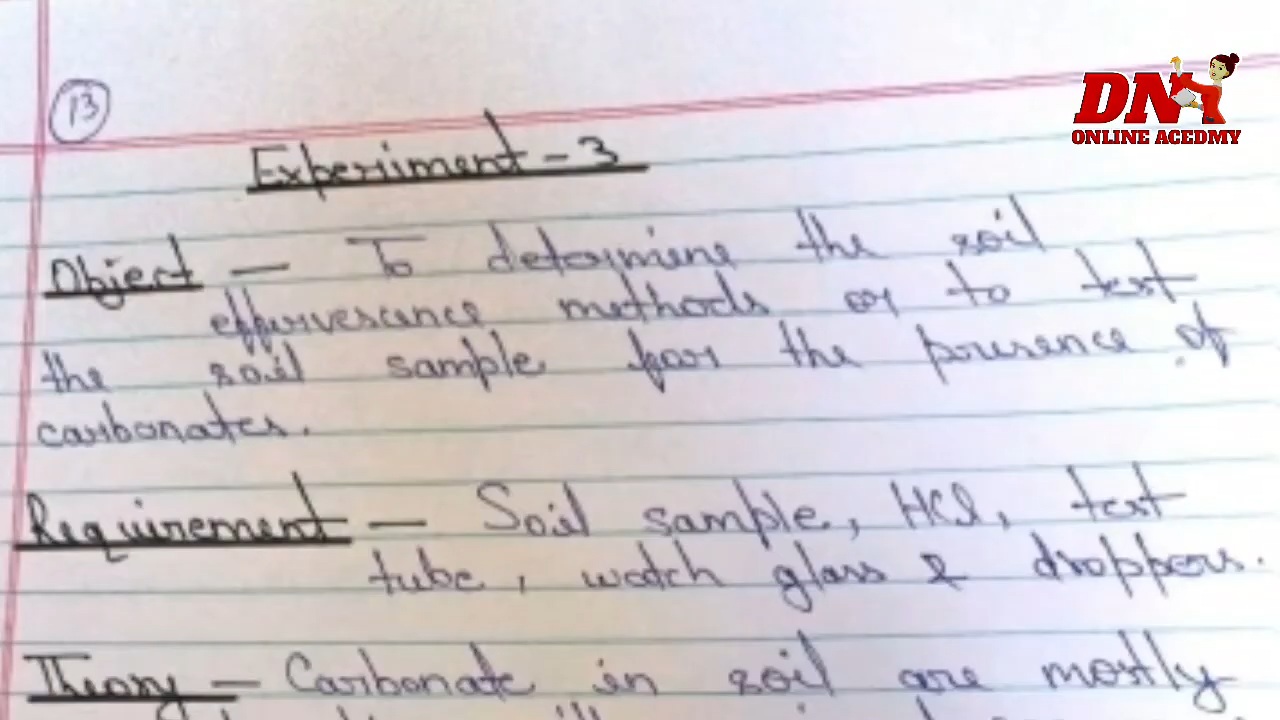 13
DN
ONLINE ACEDMY
Experiment - 3
Object — To determine the soil
effervescence methods or to test
the soil sample for the presence of
carbonates.
Requirement — Soil sample, HCl, test
tube, watch glass & droppers.
Theory — Carbonate in soil are mostly